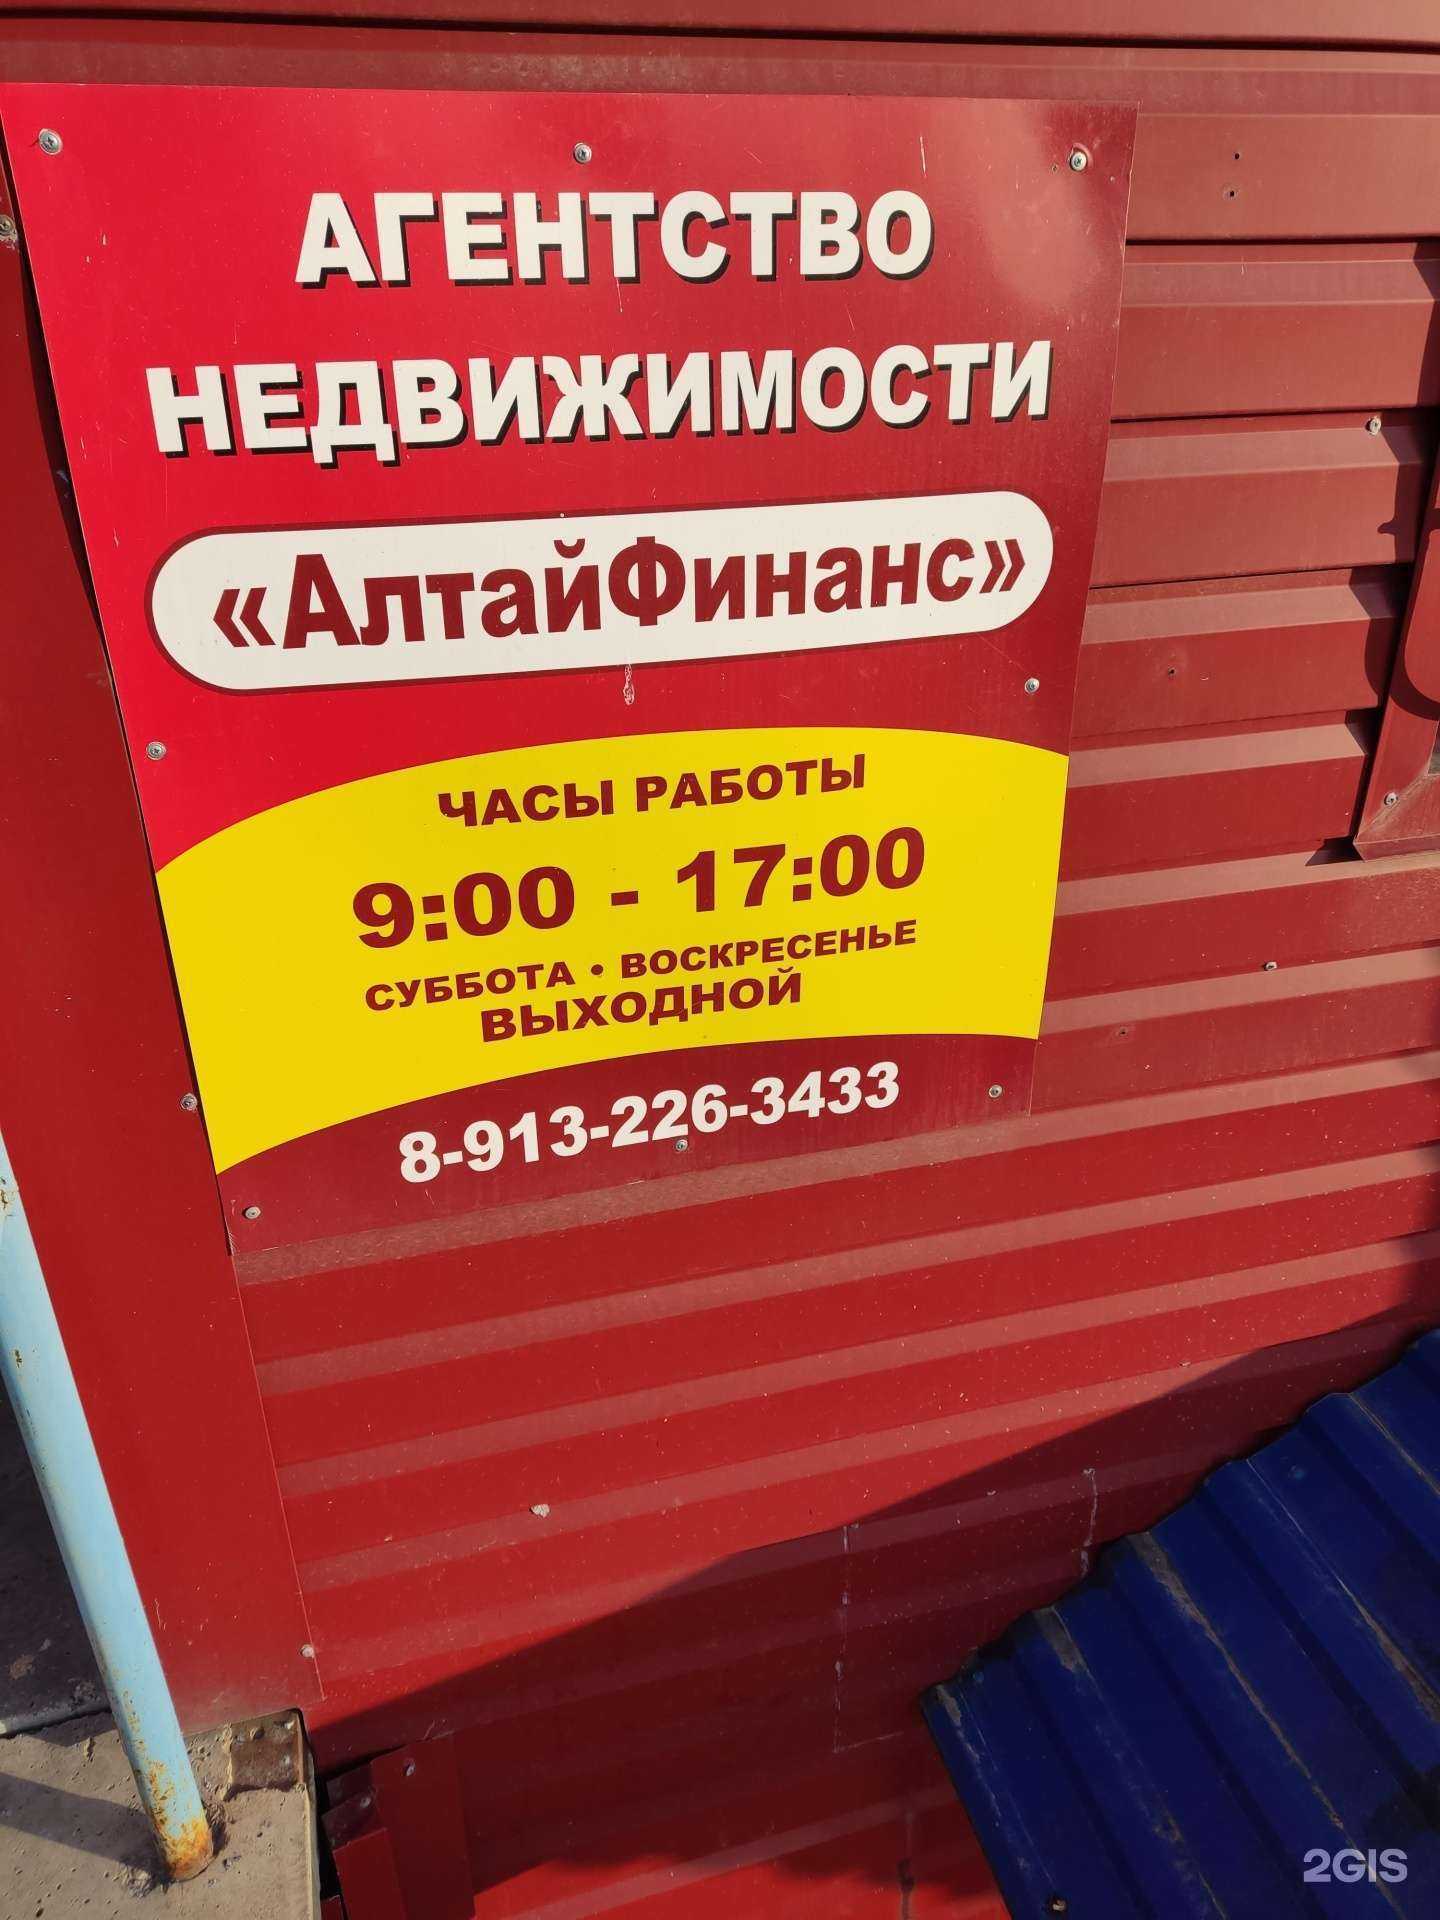 АГЕНТСТВО
НЕДВИЖИМОСТИ
«АлтайФинанс»
ЧАСЫ РАБОТЫ
9:00 - 17:00
СУББОТА • ВОСКРЕСЕНЬЕ
ВЫХОДНОЙ
8-913-226-3433
2GIS